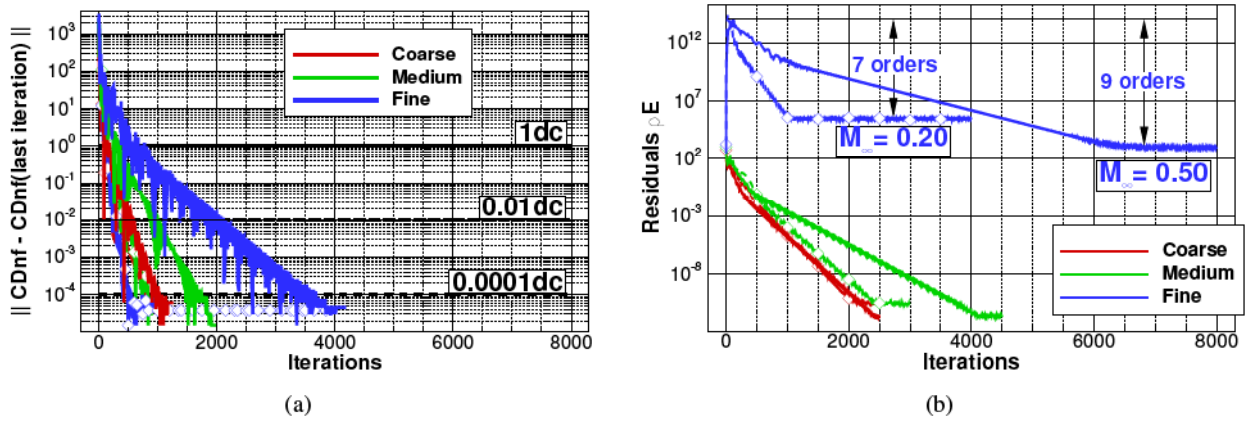 || CDnf - CDnf(last iteration) ||
10³
10²
10¹
10⁰
10⁻¹
10⁻²
10⁻³
10⁻⁴
Coarse
Medium
Fine
1dc
0.01dc
0.0001dc
0 2000 4000 6000 8000
Iterations
(a)
Residuals ρE
10¹²
10⁷
10²
10⁻³
10⁻⁸
7 orders
9 orders
M∞ = 0.20
M∞ = 0.50
Coarse
Medium
Fine
0 2000 4000 6000 8000
Iterations
(b)